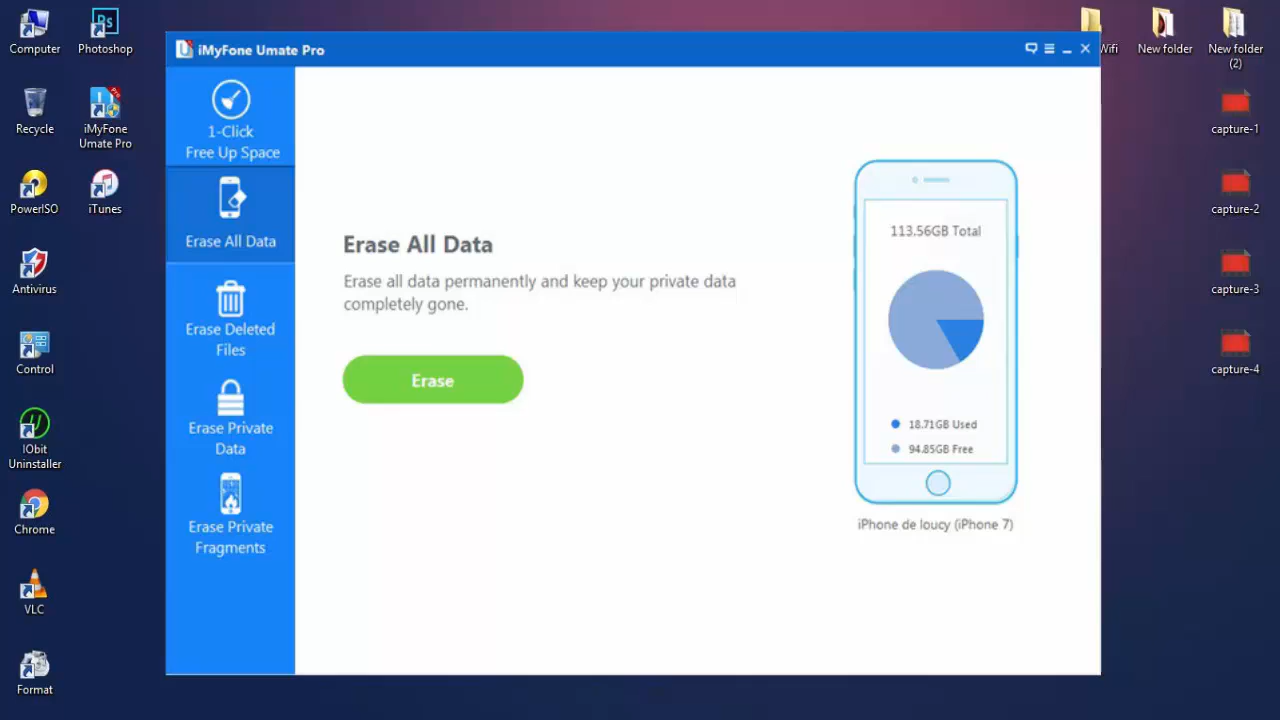 Computer
Photoshop
Recycle
iMyFone
Umate Pro
PowerISO
iTunes
Antivirus
Control
IObit
Uninstaller
Chrome
VLC
Format
iMyFone Umate Pro
1-Click
Free Up Space
Erase All Data
Erase Deleted
Files
Erase Private
Data
Erase Private
Fragments
Erase All Data
Erase all data permanently and keep your private data
completely gone.
Erase
113.56GB Total
18.71GB Used
94.85GB Free
iPhone de loucy (iPhone 7)
Wifi
New folder
New folder
(2)
capture-1
capture-2
capture-3
capture-4
Ps